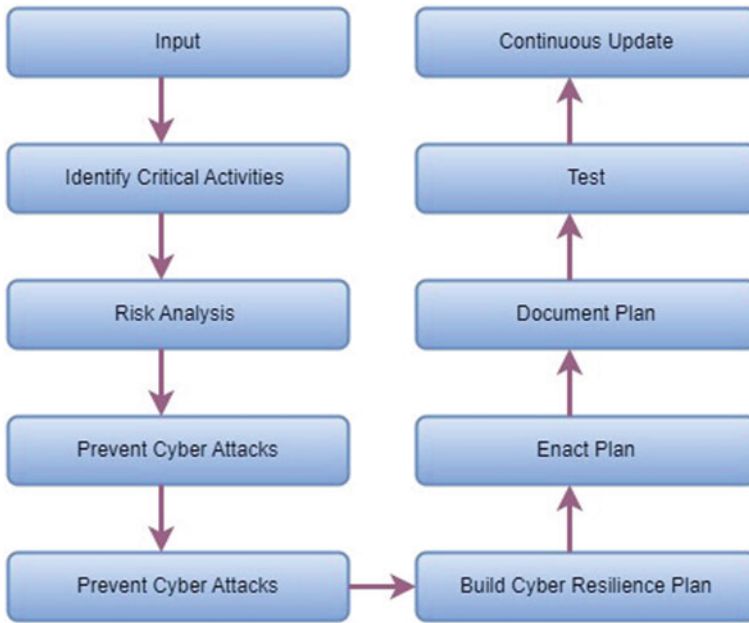 Input
Identify Critical Activities
Risk Analysis
Prevent Cyber Attacks
Prevent Cyber Attacks
Build Cyber Resilience Plan
Enact Plan
Document Plan
Test
Continuous Update